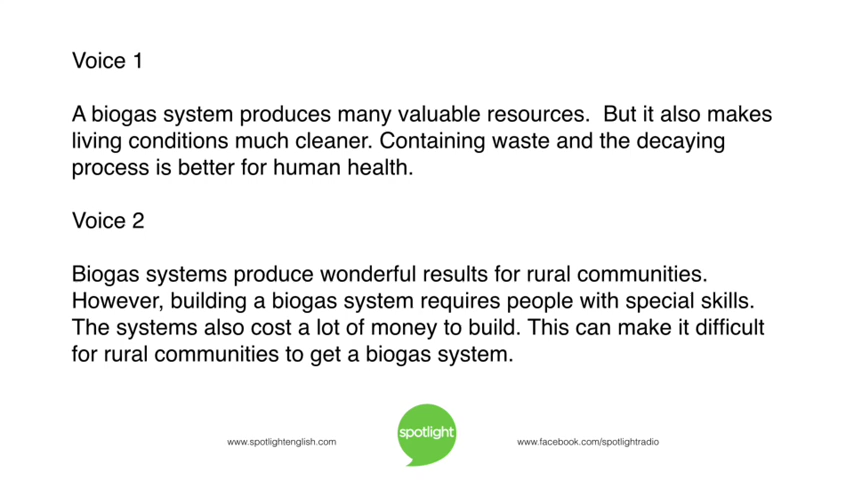 Voice 1
A biogas system produces many valuable resources.  But it also makes
living conditions much cleaner. Containing waste and the decaying
process is better for human health.
Voice 2
Biogas systems produce wonderful results for rural communities.
However, building a biogas system requires people with special skills.
The systems also cost a lot of money to build. This can make it difficult
for rural communities to get a biogas system.
www.spotlightenglish.com
spotlight
www.facebook.com/spotlightradio